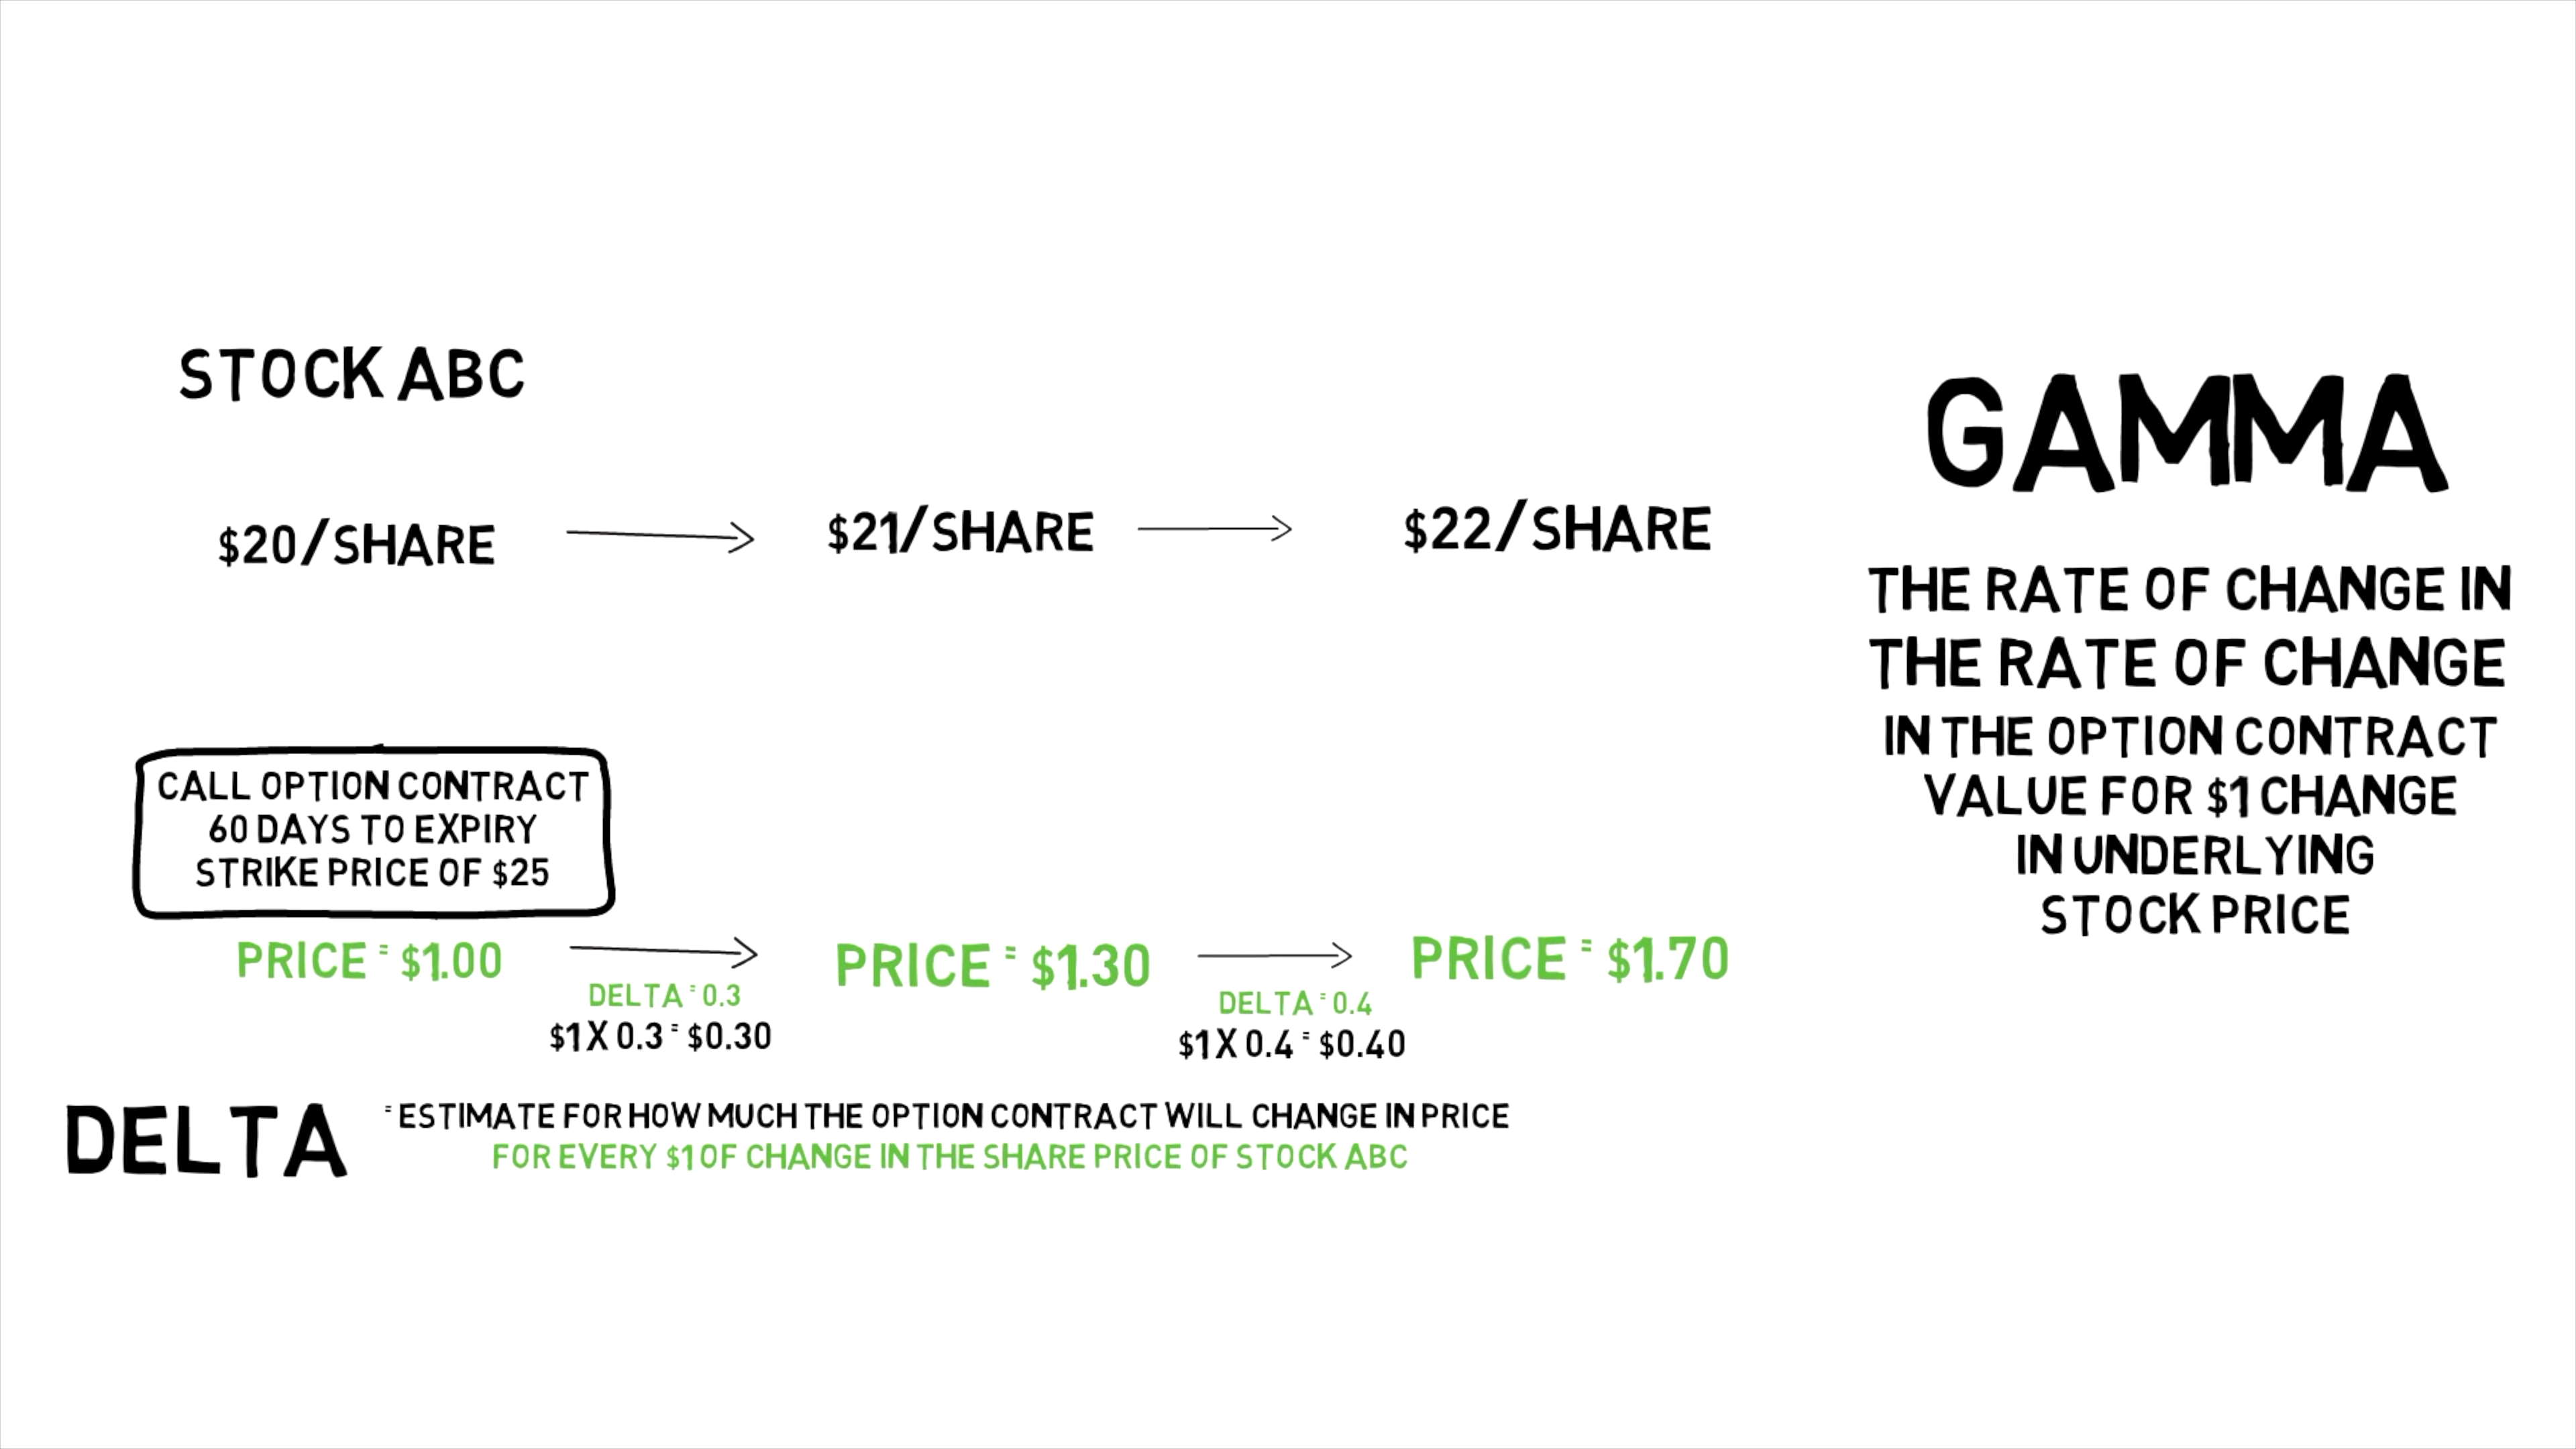 STOCK ABC
$20/SHARE
$21/SHARE
$22/SHARE
CALL OPTION CONTRACT
60 DAYS TO EXPIRY
STRIKE PRICE OF $25
PRICE = $1.00
DELTA = 0.3
$1 X 0.3 = $0.30
PRICE = $1.30
DELTA = 0.4
$1 X 0.4 = $0.40
PRICE = $1.70
DELTA
= ESTIMATE FOR HOW MUCH THE OPTION CONTRACT WILL CHANGE IN PRICE
FOR EVERY $1 OF CHANGE IN THE SHARE PRICE OF STOCK ABC
GAMMA
THE RATE OF CHANGE IN
THE RATE OF CHANGE
IN THE OPTION CONTRACT
VALUE FOR $1 CHANGE
IN UNDERLYING
STOCK PRICE